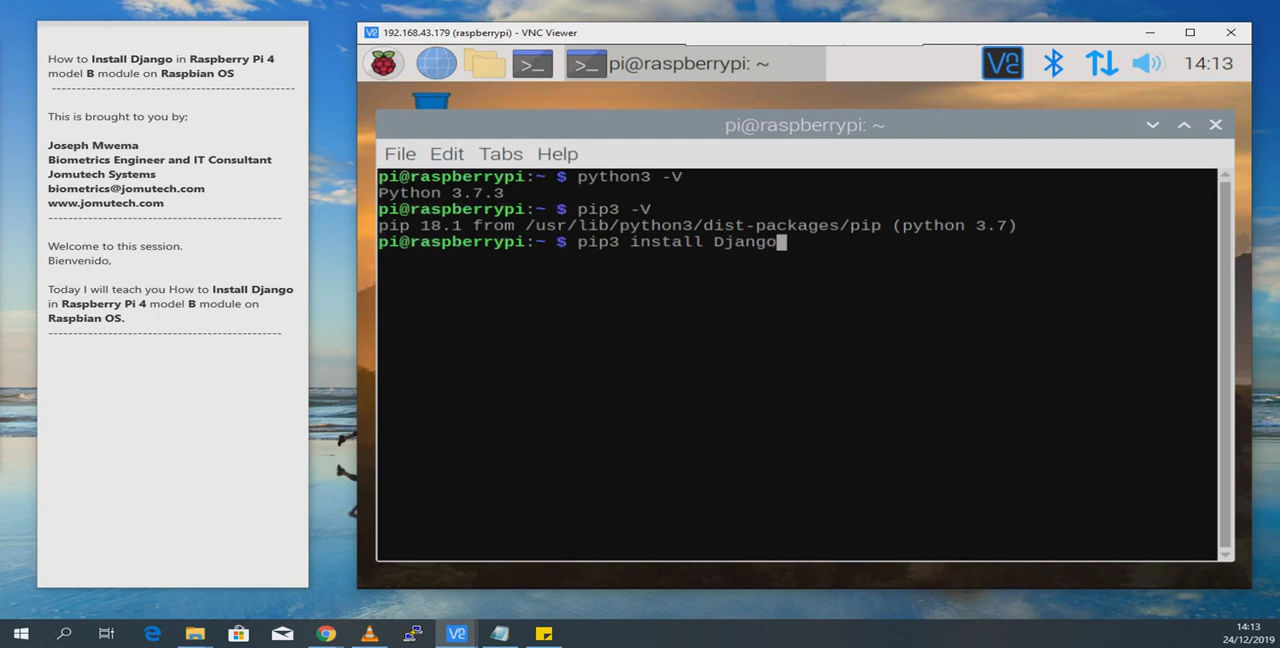 How to Install Django in Raspberry Pi 4
model B module on Raspbian OS
--------------------------------------------------
This is brought to you by;
Joseph Mwema
Biometrics Engineer and IT Consultant
Jomutech Systems
biometrics@jomutech.com
www.jomutech.com
------------------------------------------------
Welcome to this session.
Bienvenido,
Today I will teach you How to Install Django
in Raspberry Pi 4 model B module on
Raspbian OS.
------------------------------------------------
192.168.43.179 (raspberrypi) - VNC Viewer
pi@raspberrypi: ~
14:13
pi@raspberrypi: ~
File Edit Tabs Help
pi@raspberrypi:~ $ python3 -V
Python 3.7.3
pi@raspberrypi:~ $ pip3 -V
pip 18.1 from /usr/lib/python3/dist-packages/pip (python 3.7)
pi@raspberrypi:~ $ pip3 install Django
14:13
24/12/2019